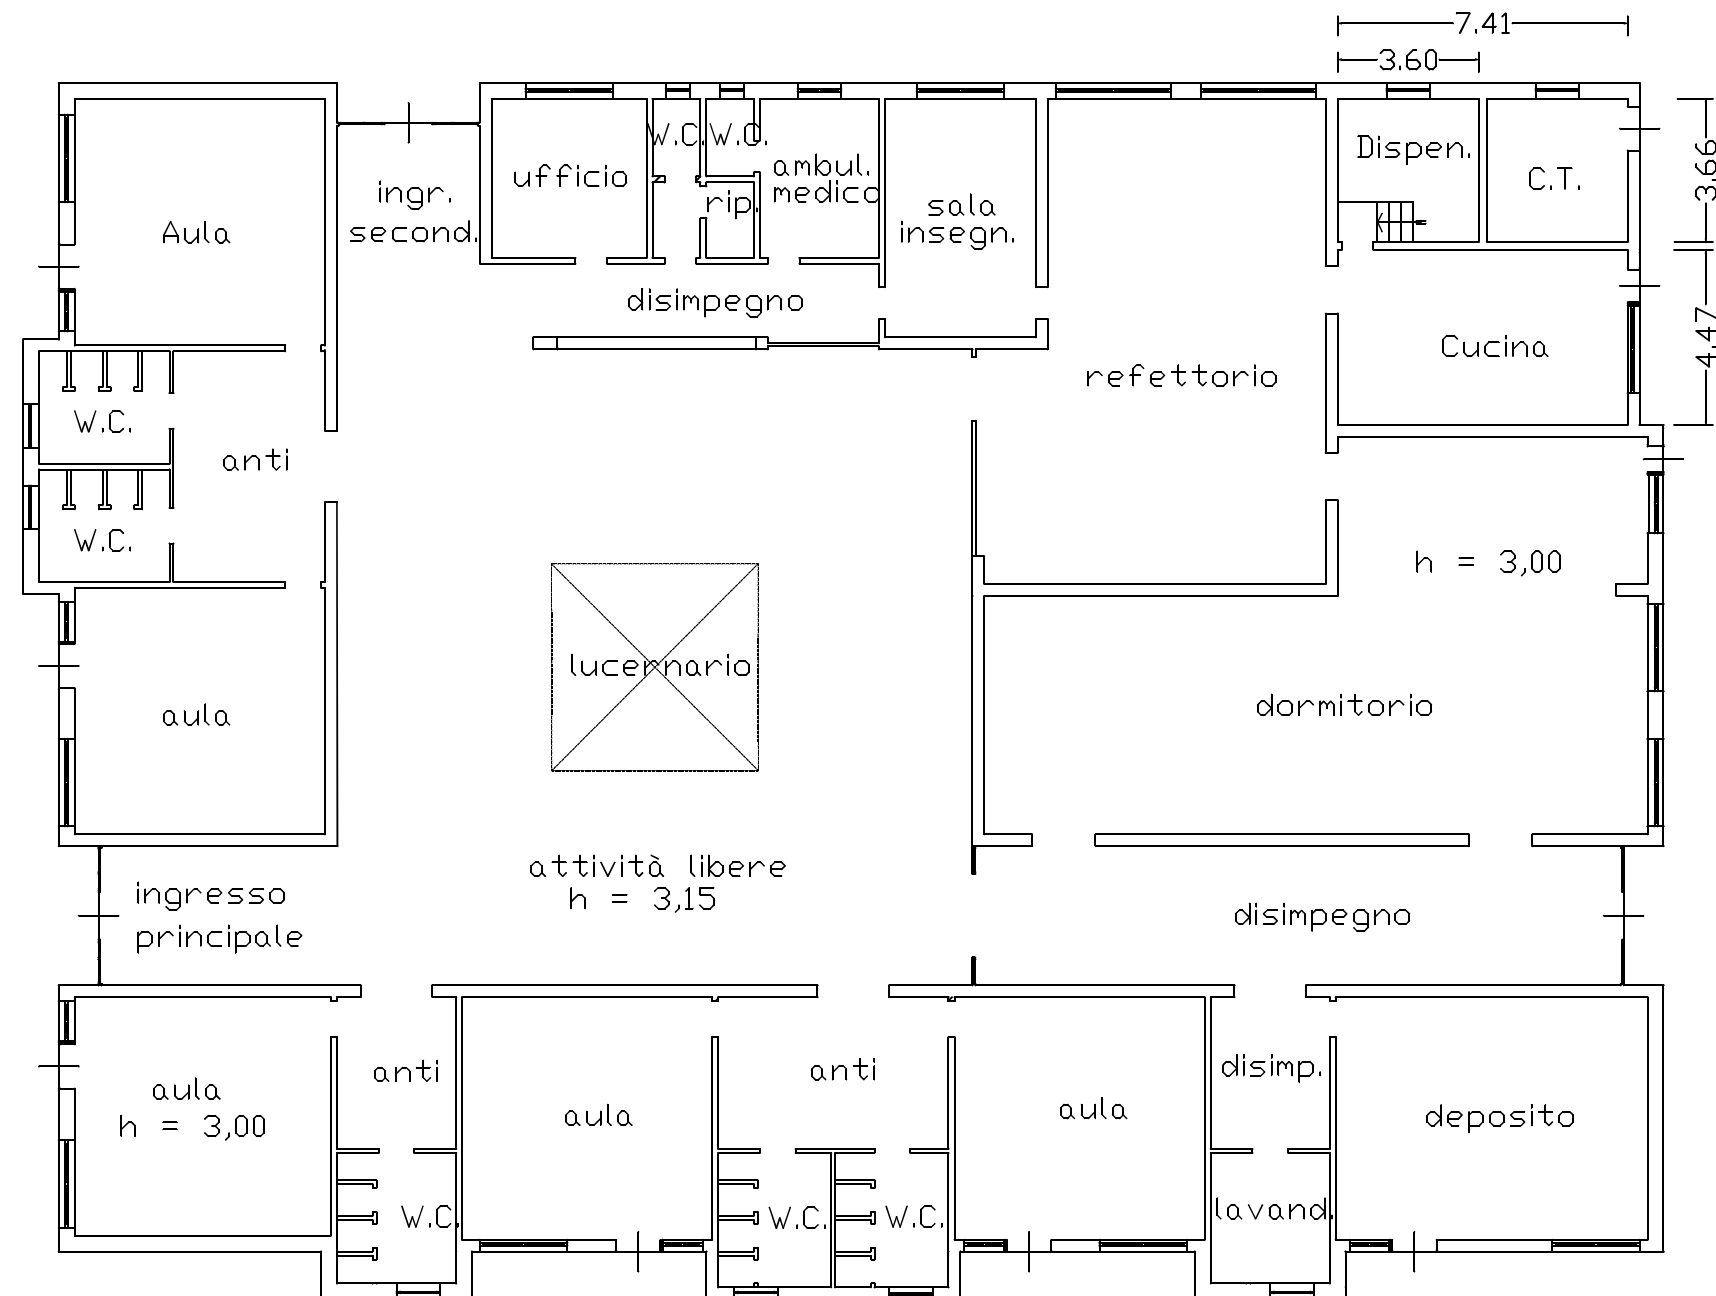 7.41
3.60
W.C.
W.C.
Dispen.
ufficio
ambul.
medico
C.T.
3.66
ingr.
second.
rip.
sala
insegn.
Aula
disimpegno
Cucina
4.47
refettorio
W.C.
anti
W.C.
h = 3,00
lucernario
aula
dormitorio
attività libere
h = 3,15
ingresso
principale
disimpegno
aula
h = 3,00
anti
aula
anti
aula
disimp.
deposito
W.C.
W.C.
W.C.
lavand.